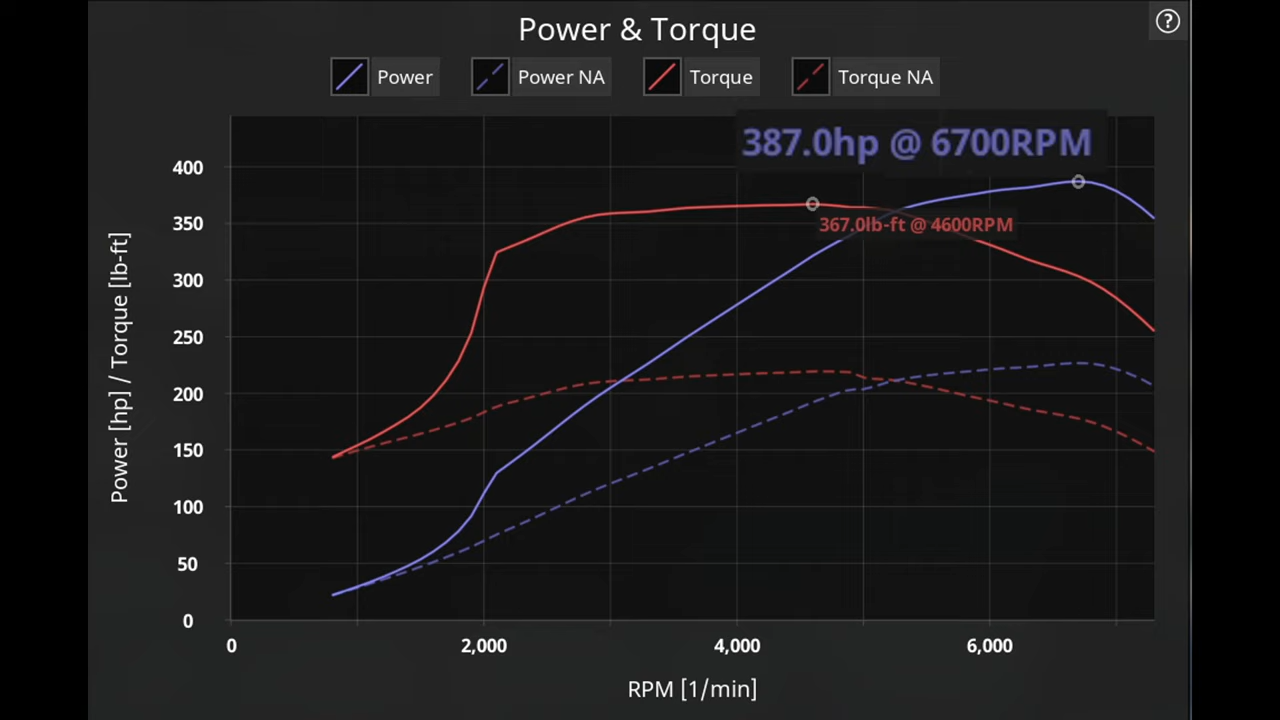 Power & Torque
?
Power
Power NA
Torque
Torque NA
387.0hp @ 6700RPM
367.0lb-ft @ 4600RPM
Power [hp] / Torque [lb-ft]
400
350
300
250
200
150
100
50
0
0
2,000
4,000
6,000
RPM [1/min]